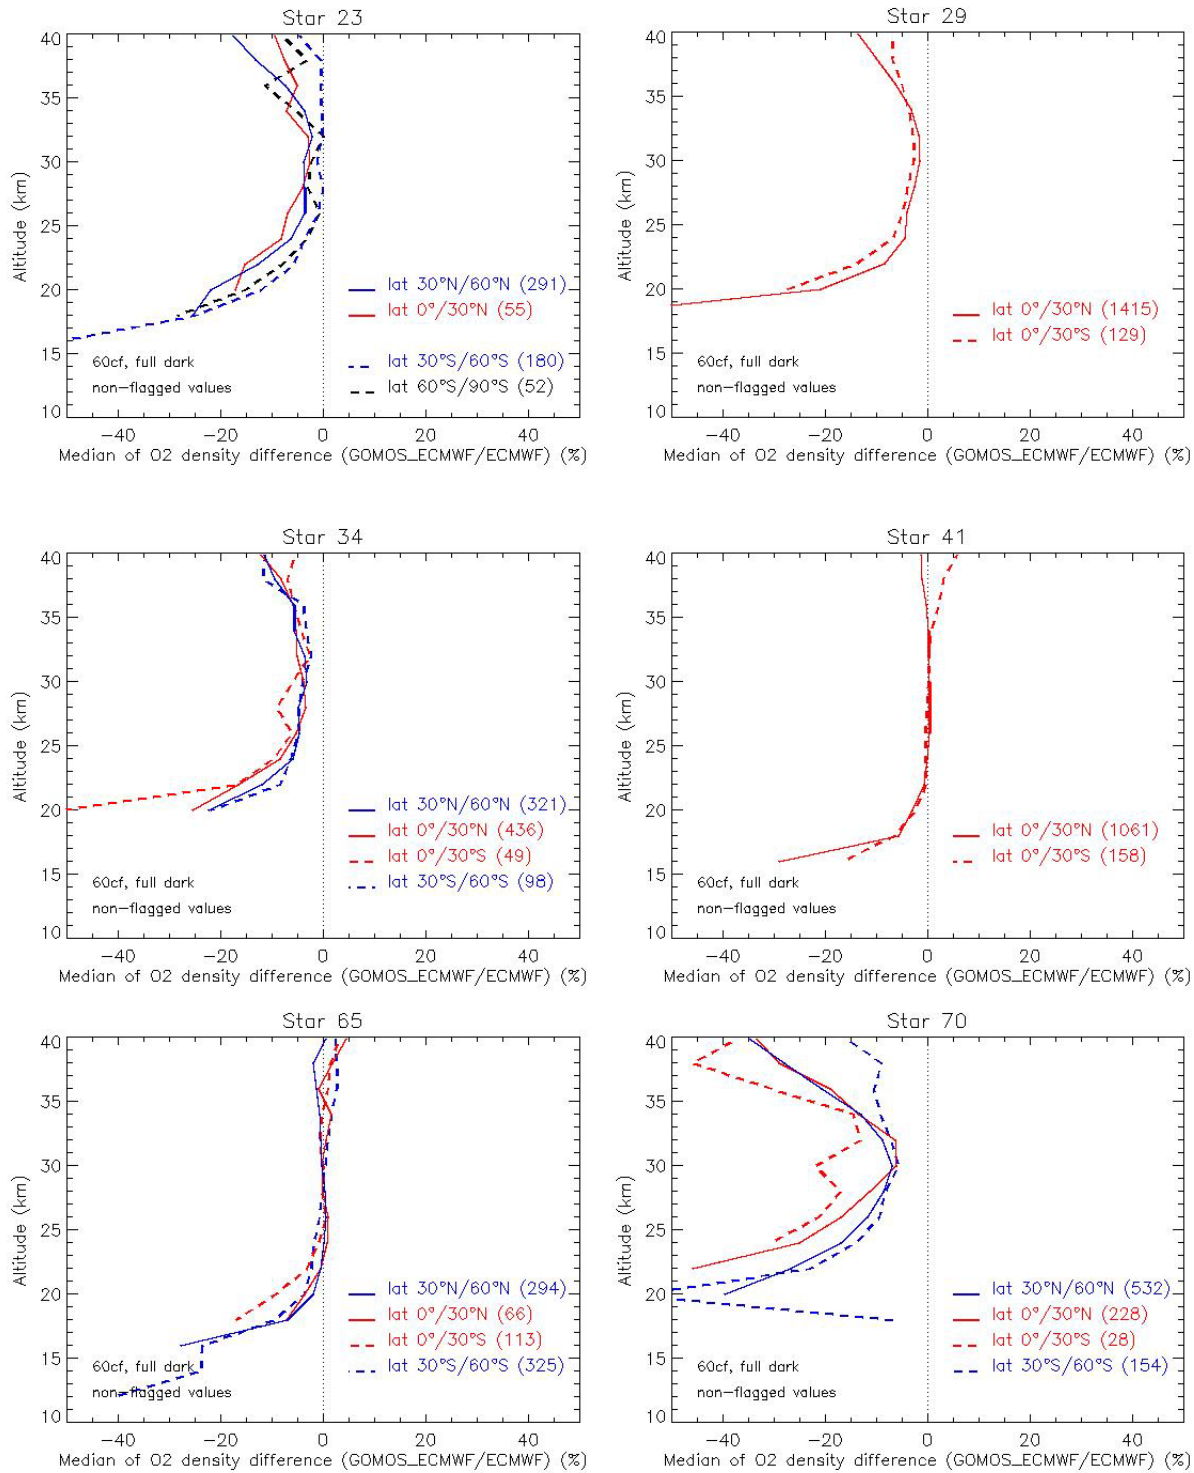 Star 23
40
35
30
25
20
15
10
Altitude (km)
lat 30°N/60°N (291)
lat 0°/30°N (55)
lat 30°S/60°S (180)
lat 60°S/90°S (52)
60cf, full dark
non-flagged values
-40 -20 0 20 40
Median of O2 density difference (GOMOS_ECMWF/ECMWF) (%)
Star 29
40
35
30
25
20
15
10
Altitude (km)
lat 0°/30°N (1415)
lat 0°/30°S (129)
60cf, full dark
non-flagged values
-40 -20 0 20 40
Median of O2 density difference (GOMOS_ECMWF/ECMWF) (%)
Star 34
40
35
30
25
20
15
10
Altitude (km)
lat 30°N/60°N (321)
lat 0°/30°N (436)
lat 0°/30°S (49)
lat 30°S/60°S (98)
60cf, full dark
non-flagged values
-40 -20 0 20 40
Median of O2 density difference (GOMOS_ECMWF/ECMWF) (%)
Star 41
40
35
30
25
20
15
10
Altitude (km)
lat 0°/30°N (1061)
lat 0°/30°S (158)
60cf, full dark
non-flagged values
-40 -20 0 20 40
Median of O2 density difference (GOMOS_ECMWF/ECMWF) (%)
Star 65
40
35
30
25
20
15
10
Altitude (km)
lat 30°N/60°N (294)
lat 0°/30°N (66)
lat 0°/30°S (113)
lat 30°S/60°S (325)
60cf, full dark
non-flagged values
-40 -20 0 20 40
Median of O2 density difference (GOMOS_ECMWF/ECMWF) (%)
Star 70
40
35
30
25
20
15
10
Altitude (km)
lat 30°N/60°N (532)
lat 0°/30°N (228)
lat 0°/30°S (28)
lat 30°S/60°S (154)
60cf, full dark
non-flagged values
-40 -20 0 20 40
Median of O2 density difference (GOMOS_ECMWF/ECMWF) (%)